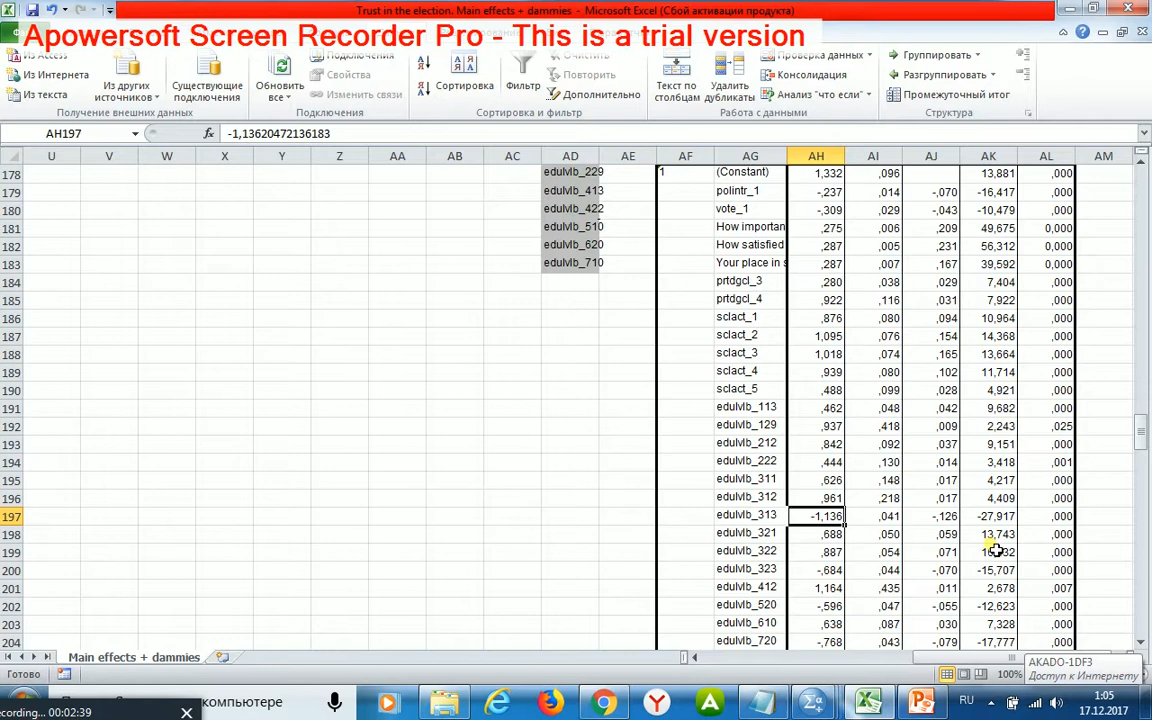 Trust in the election. Main effects + dammies - Microsoft Excel (Сбой активации продукта)
Apowersoft Screen Recorder Pro - This is a trial version
Из Access Подключения Очистить Проверка данных Группировать
Из Интернета Свойства Повторить Консолидация Разгруппировать
Из текста Из других источников Существующие подключения Обновить все Изменить связи Сортировка Фильтр Дополнительно Текст по столбцам Удалить дубликаты Анализ "что если" Промежуточный итог
Получение внешних данных Подключения Сортировка и фильтр Работа с данными Структура
AH197 fx -1,13620472136183
U V W X Y Z AA AB AC AD AE AF AG AH AI AJ AK AL AM
178 edulvlb_229 1 (Constant) 1,332 ,096 13,881 ,000
179 edulvlb_413 polintr_1 -,237 ,014 -,070 -16,417 ,000
180 edulvlb_422 vote_1 -,309 ,029 -,043 -10,479 ,000
181 edulvlb_510 How importan ,275 ,006 ,209 49,675 0,000
182 edulvlb_620 How satisfied ,287 ,005 ,231 56,312 0,000
183 edulvlb_710 Your place in s ,287 ,007 ,167 39,592 0,000
184 prtdgcl_3 ,280 ,038 ,029 7,404 ,000
185 prtdgcl_4 ,922 ,116 ,031 7,922 ,000
186 sclact_1 ,876 ,080 ,094 10,964 ,000
187 sclact_2 1,095 ,076 ,154 14,368 ,000
188 sclact_3 1,018 ,074 ,165 13,664 ,000
189 sclact_4 ,939 ,080 ,102 11,714 ,000
190 sclact_5 ,488 ,099 ,028 4,921 ,000
191 edulvlb_113 ,462 ,048 ,042 9,682 ,000
192 edulvlb_129 ,937 ,418 ,009 2,243 ,025
193 edulvlb_212 ,842 ,092 ,037 9,151 ,000
194 edulvlb_222 ,444 ,130 ,014 3,418 ,001
195 edulvlb_311 ,626 ,148 ,017 4,217 ,000
196 edulvlb_312 ,961 ,218 ,017 4,409 ,000
197 edulvlb_313 -1,136 ,041 -,126 -27,917 ,000
198 edulvlb_321 ,688 ,050 ,059 13,743 ,000
199 edulvlb_322 ,887 ,054 ,071 ,000
200 edulvlb_323 -,684 ,044 -,070 -15,707 ,000
201 edulvlb_412 1,164 ,435 ,011 2,678 ,007
202 edulvlb_520 -,596 ,047 -,055 -12,623 ,000
203 edulvlb_610 ,638 ,087 ,030 7,328 ,000
204 edulvlb_720 -,768 ,043 -,079 -17,777 ,000
Main effects + dammies
AKADO-1DF3
Доступ к Интернету
Готово 100%
компьютере RU 1:05
17.12.2017
corded: 00:02:39